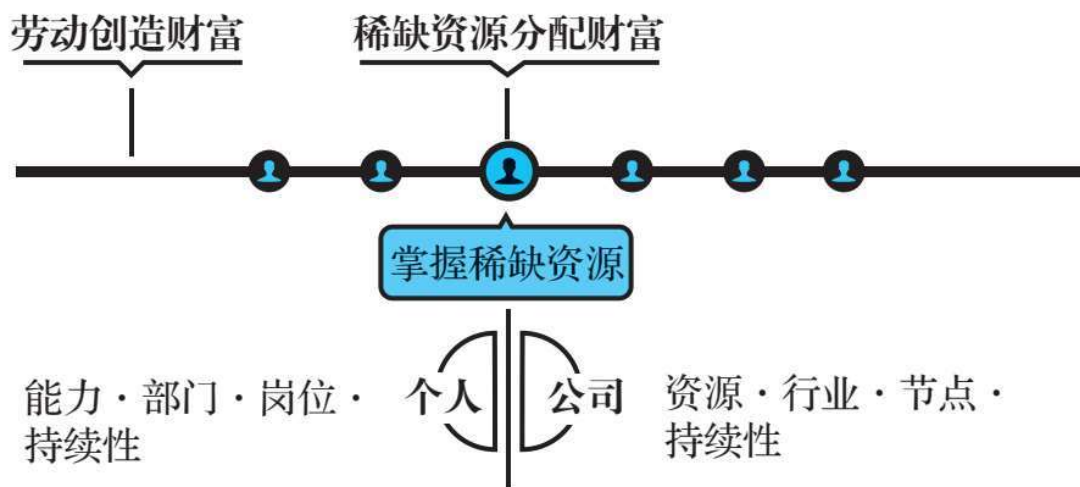 劳动创造财富
稀缺资源分配财富
掌握稀缺资源
能力·部门·岗位·
持续性
个人
公司
资源·行业·节点·
持续性